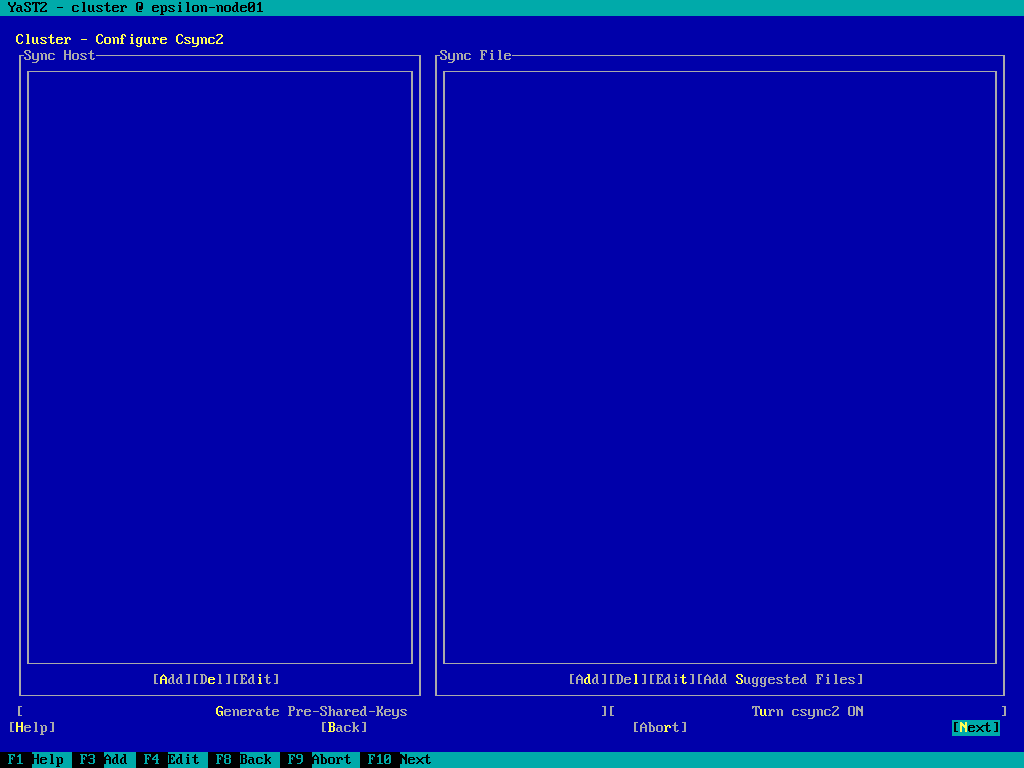 YaST2 - cluster @ epsilon-node01
Cluster - Configure Csync2
Sync Host
Sync File
[Add][Del][Edit]
[Add][Del][Edit][Add Suggested Files]
[ Generate Pre-Shared-Keys ][ Turn csync2 ON ]
[Help] [Back] [Abort] [Next]
F1 Help F3 Add F4 Edit F8 Back F9 Abort F10 Next